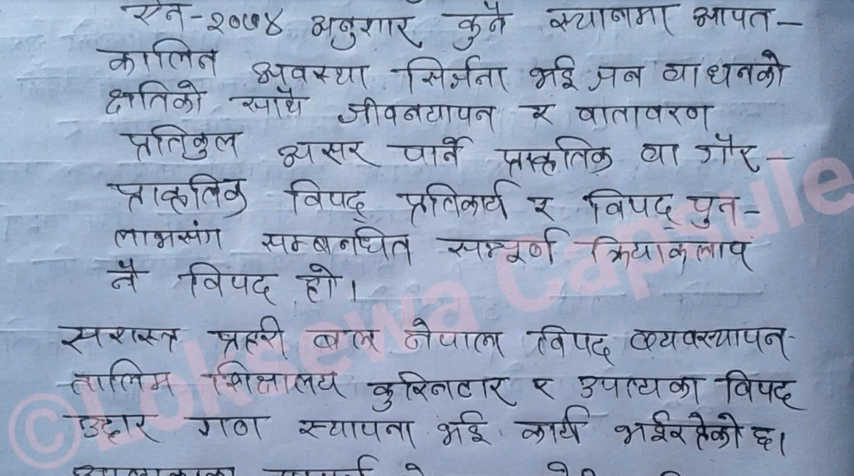 एन-२०७४ अनुसार कुनै स्थानमा आपत-
कालिन अवस्था सिर्जना भई जन वा धनको
क्षतिको साथै जीवनयापन र वातावरण
प्रतिकुल असर पार्ने प्राकृतिक वा गैर-
प्राकृतिक विपद् प्रतिकार्य र विपद् पुन-
लाभसंग सम्बन्धित सम्पूर्ण क्रियाकलाप
नै विपद हो।
सशस्त्र प्रहरी बल नेपाल विपद व्यवस्थापन
तालिम शिक्षालय कुरिनटार र उपत्यका विपद
उद्दार गण स्थापना भई कार्य भईरहेको छ।
©Loksewa Capsule